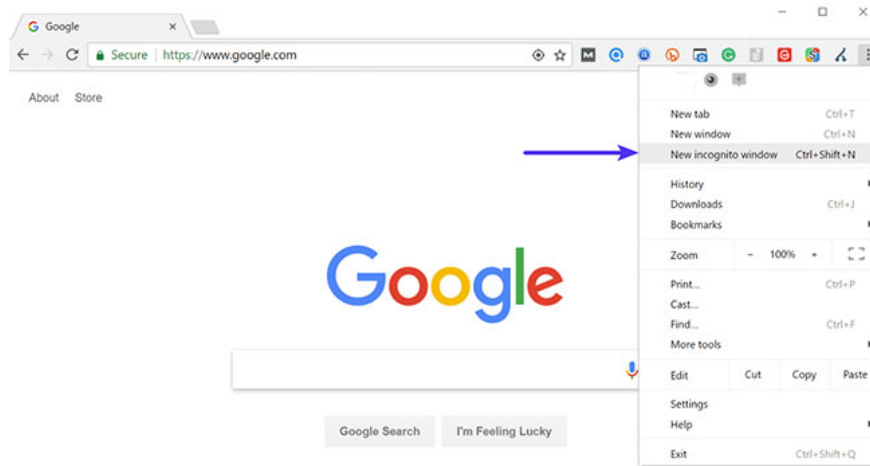 Google
Secure | https://www.google.com
About Store
New tab Ctrl+T
New window Ctrl+N
New incognito window Ctrl+Shift+N
History
Downloads Ctrl+J
Bookmarks
Zoom - 100% +
Print... Ctrl+P
Cast...
Find... Ctrl+F
More tools
Edit Cut Copy Paste
Settings
Help
Exit Ctrl+Shift+Q
Google
Google Search I'm Feeling Lucky